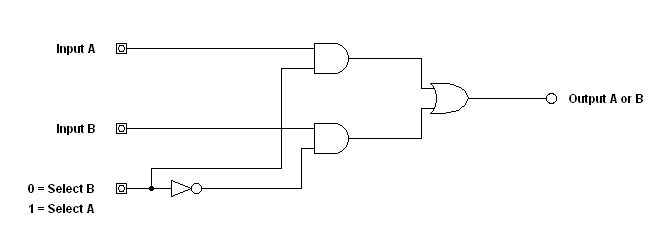 Input A
Input B
Output A or B
0 = Select B
1 = Select A